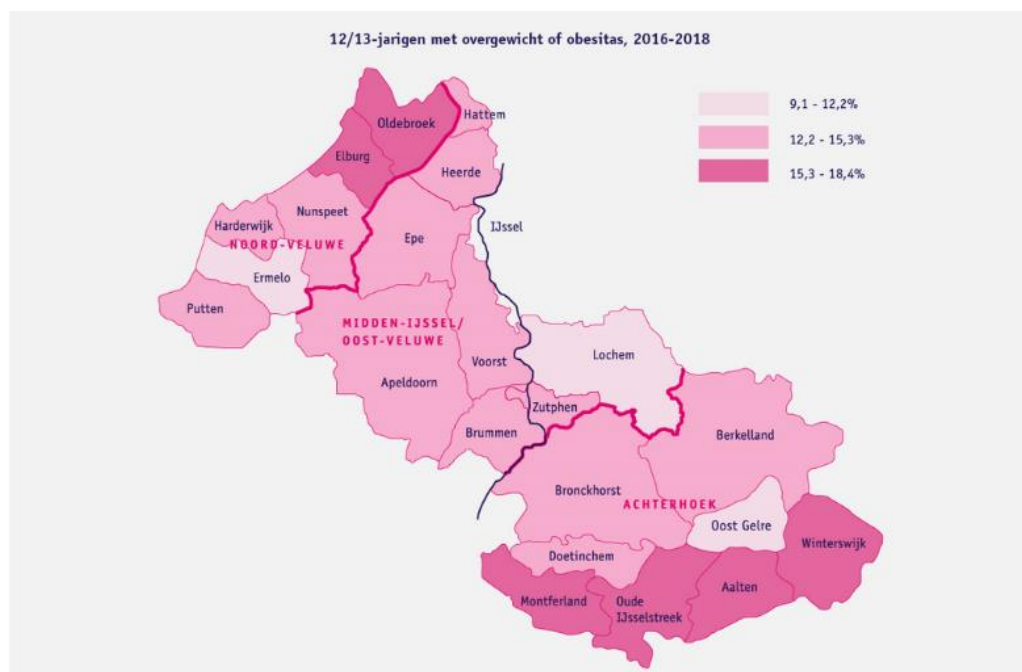 12/13-jarigen met overgewicht of obesitas, 2016-2018
9,1 - 12,2%
12,2 - 15,3%
15,3 - 18,4%
Hattem
Oldebroek
Elburg
Heerde
Nunspeet
Harderwijk
IJssel
Epe
NOORD-VELUWE
Ermelo
Putten
MIDDEN-IJSSEL/
OOST-VELUWE
Voorst
Lochem
Apeldoorn
Zutphen
Brummen
Berkelland
Bronckhorst
ACHTERHOEK
Oost Gelre
Winterswijk
Doetinchem
Aalten
Montferland
Oude
IJsselstreek